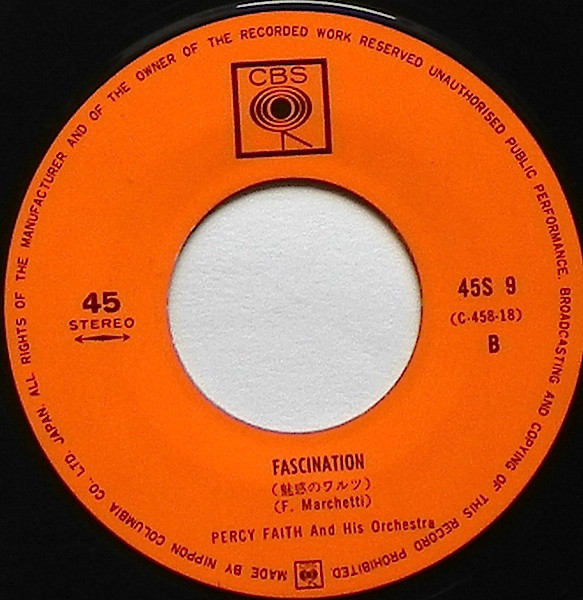 ALL RIGHTS OF THE MANUFACTURER AND OF THE OWNER OF THE RECORDED WORK RESERVED UNAUTHORISED PUBLIC PERFORMANCE, BROADCASTING AND COPYING OF THIS RECORD PROHIBITED.
CBS
45
STEREO
45S 9
(C-458-18)
B
FASCINATION
(魅惑のワルツ)
(F. Marchetti)
PERCY FAITH And His Orchestra
MADE BY NIPPON COLUMBIA CO., LTD. JAPAN.